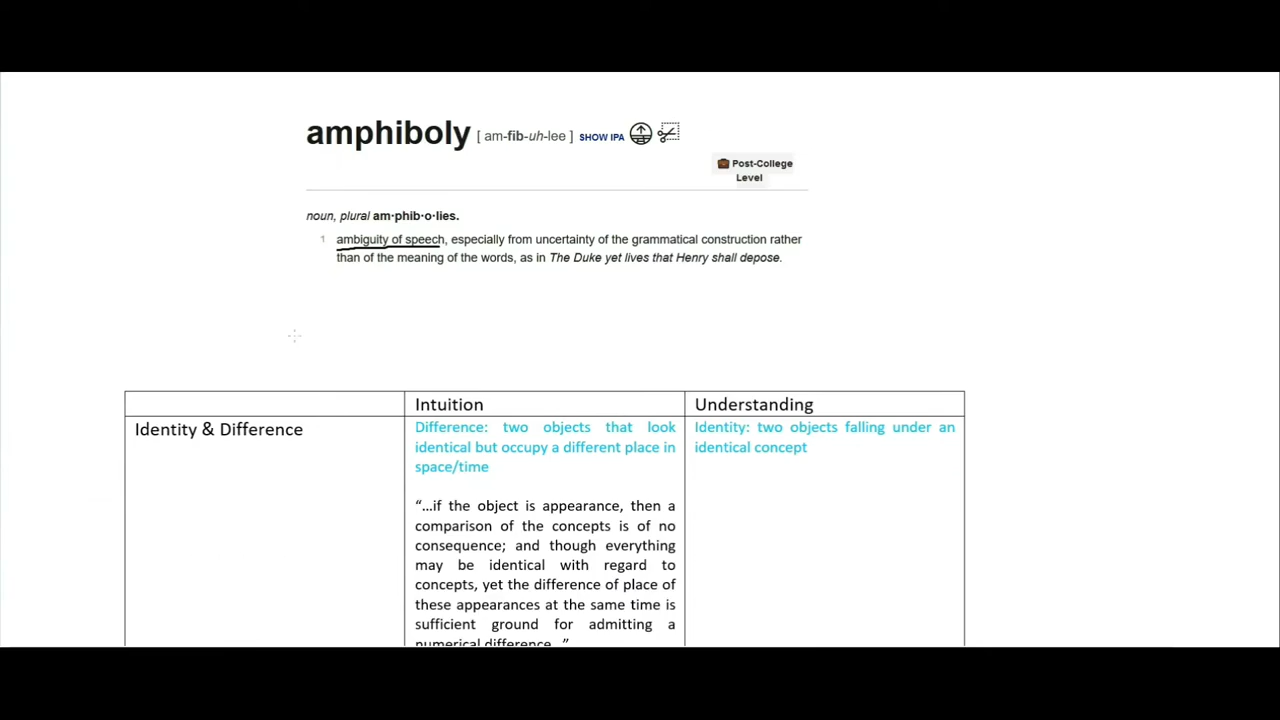 amphiboly [ am-fib-uh-lee ] SHOW IPA
Post-College
Level
noun, plural am·phib·o·lies.
1 ambiguity of speech, especially from uncertainty of the grammatical construction rather
than of the meaning of the words, as in The Duke yet lives that Henry shall depose.
Intuition
Understanding
Identity & Difference
Difference: two objects that look
identical but occupy a different place in
space/time
“…if the object is appearance, then a
comparison of the concepts is of no
consequence; and though everything
may be identical with regard to
concepts, yet the difference of place of
these appearances at the same time is
sufficient ground for admitting a
numerical difference…”
Identity: two objects falling under an
identical concept